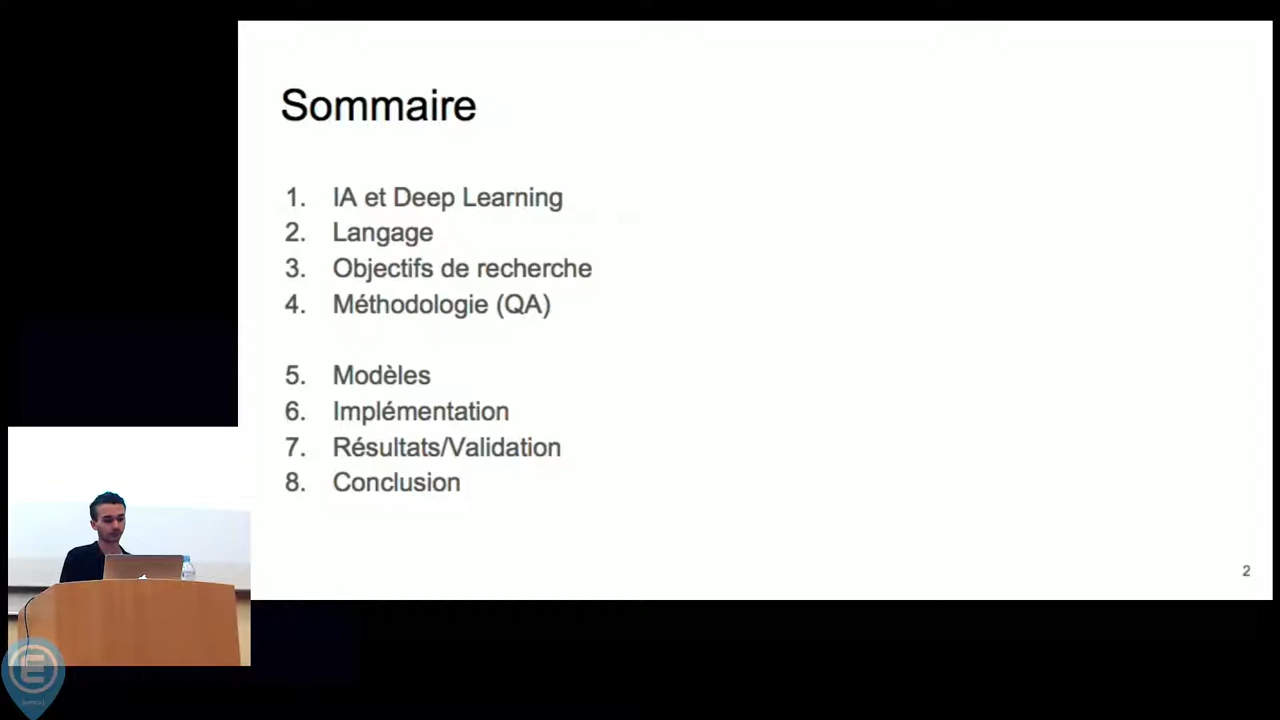 Sommaire
1. IA et Deep Learning
2. Langage
3. Objectifs de recherche
4. Méthodologie (QA)
5. Modèles
6. Implémentation
7. Résultats/Validation
8. Conclusion
2